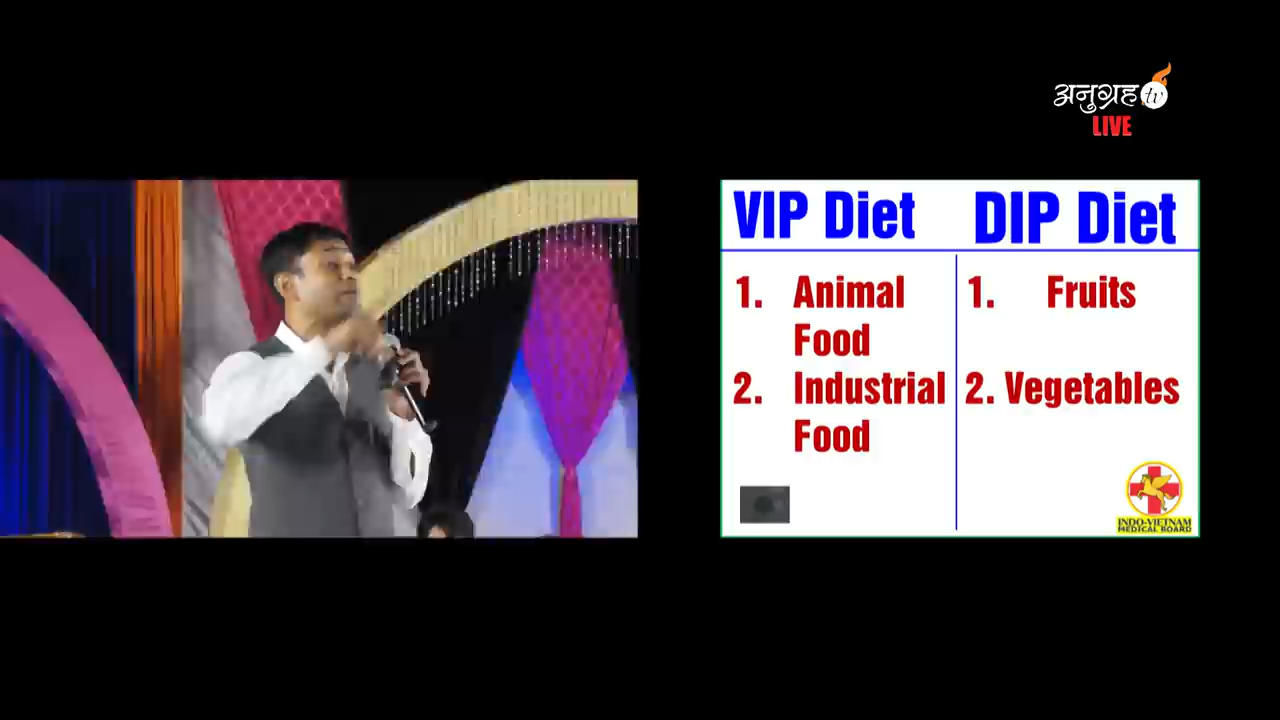 अनुग्रह tv
LIVE
VIP Diet
DIP Diet
1. Animal
Food
2. Industrial
Food
1. Fruits
2. Vegetables
INDO-VIETNAM
MEDICAL BOARD